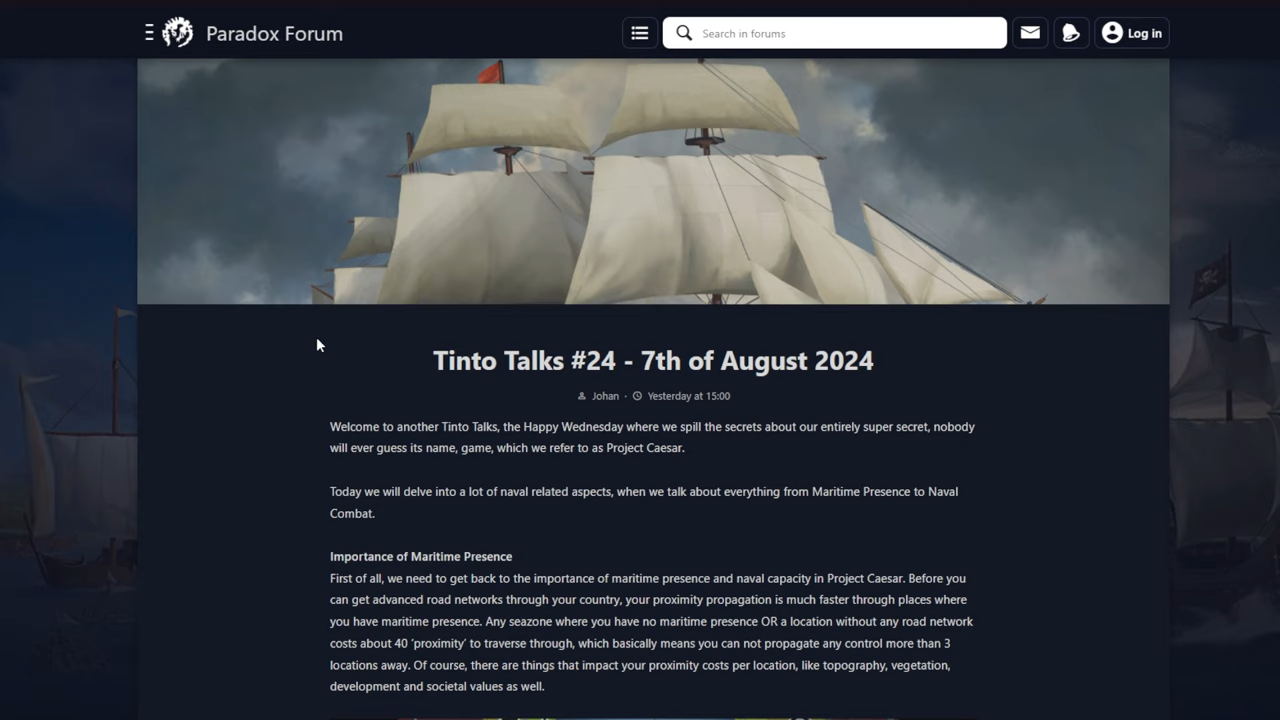 Paradox Forum
Search in forums
Log in
Tinto Talks #24 - 7th of August 2024
Johan · Yesterday at 15:00
Welcome to another Tinto Talks, the Happy Wednesday where we spill the secrets about our entirely super secret, nobody
will ever guess its name, game, which we refer to as Project Caesar.
Today we will delve into a lot of naval related aspects, when we talk about everything from Maritime Presence to Naval
Combat.
Importance of Maritime Presence
First of all, we need to get back to the importance of maritime presence and naval capacity in Project Caesar. Before you
can get advanced road networks through your country, your proximity propagation is much faster through places where
you have maritime presence. Any seazone where you have no maritime presence OR a location without any road network
costs about 40 ‘proximity’ to traverse through, which basically means you can not propagate any control more than 3
locations away. Of course, there are things that impact your proximity costs per location, like topography, vegetation,
development and societal values as well.